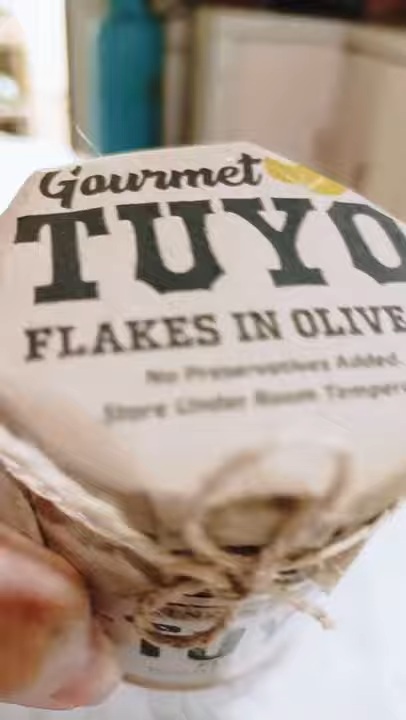 Gourmet
TUYO
FLAKES IN OLIVE
No Preservatives Added.
Store Under Room Tempera